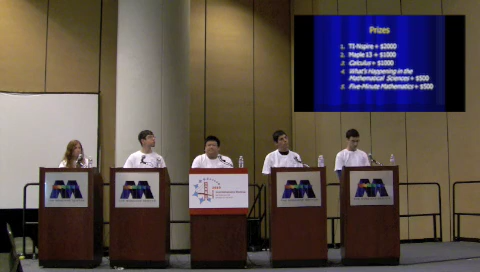 Prizes
1. TI-Nspire + $2000
2. Maple 13 + $1000
3. Calculus + $1000
4. What's Happening in the
Mathematical Sciences + $500
5. Five-Minute Mathematics + $500